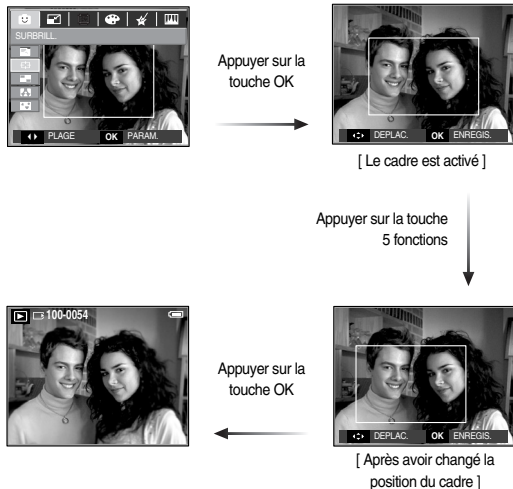 SURBRILL.
PLAGE OK PARAM.
Appuyer sur la
touche OK
DEPLAC. OK ENREGIS.
[ Le cadre est activé ]
Appuyer sur la touche
5 fonctions
DEPLAC. OK ENREGIS.
[ Après avoir changé la
position du cadre ]
Appuyer sur la
touche OK
100-0054